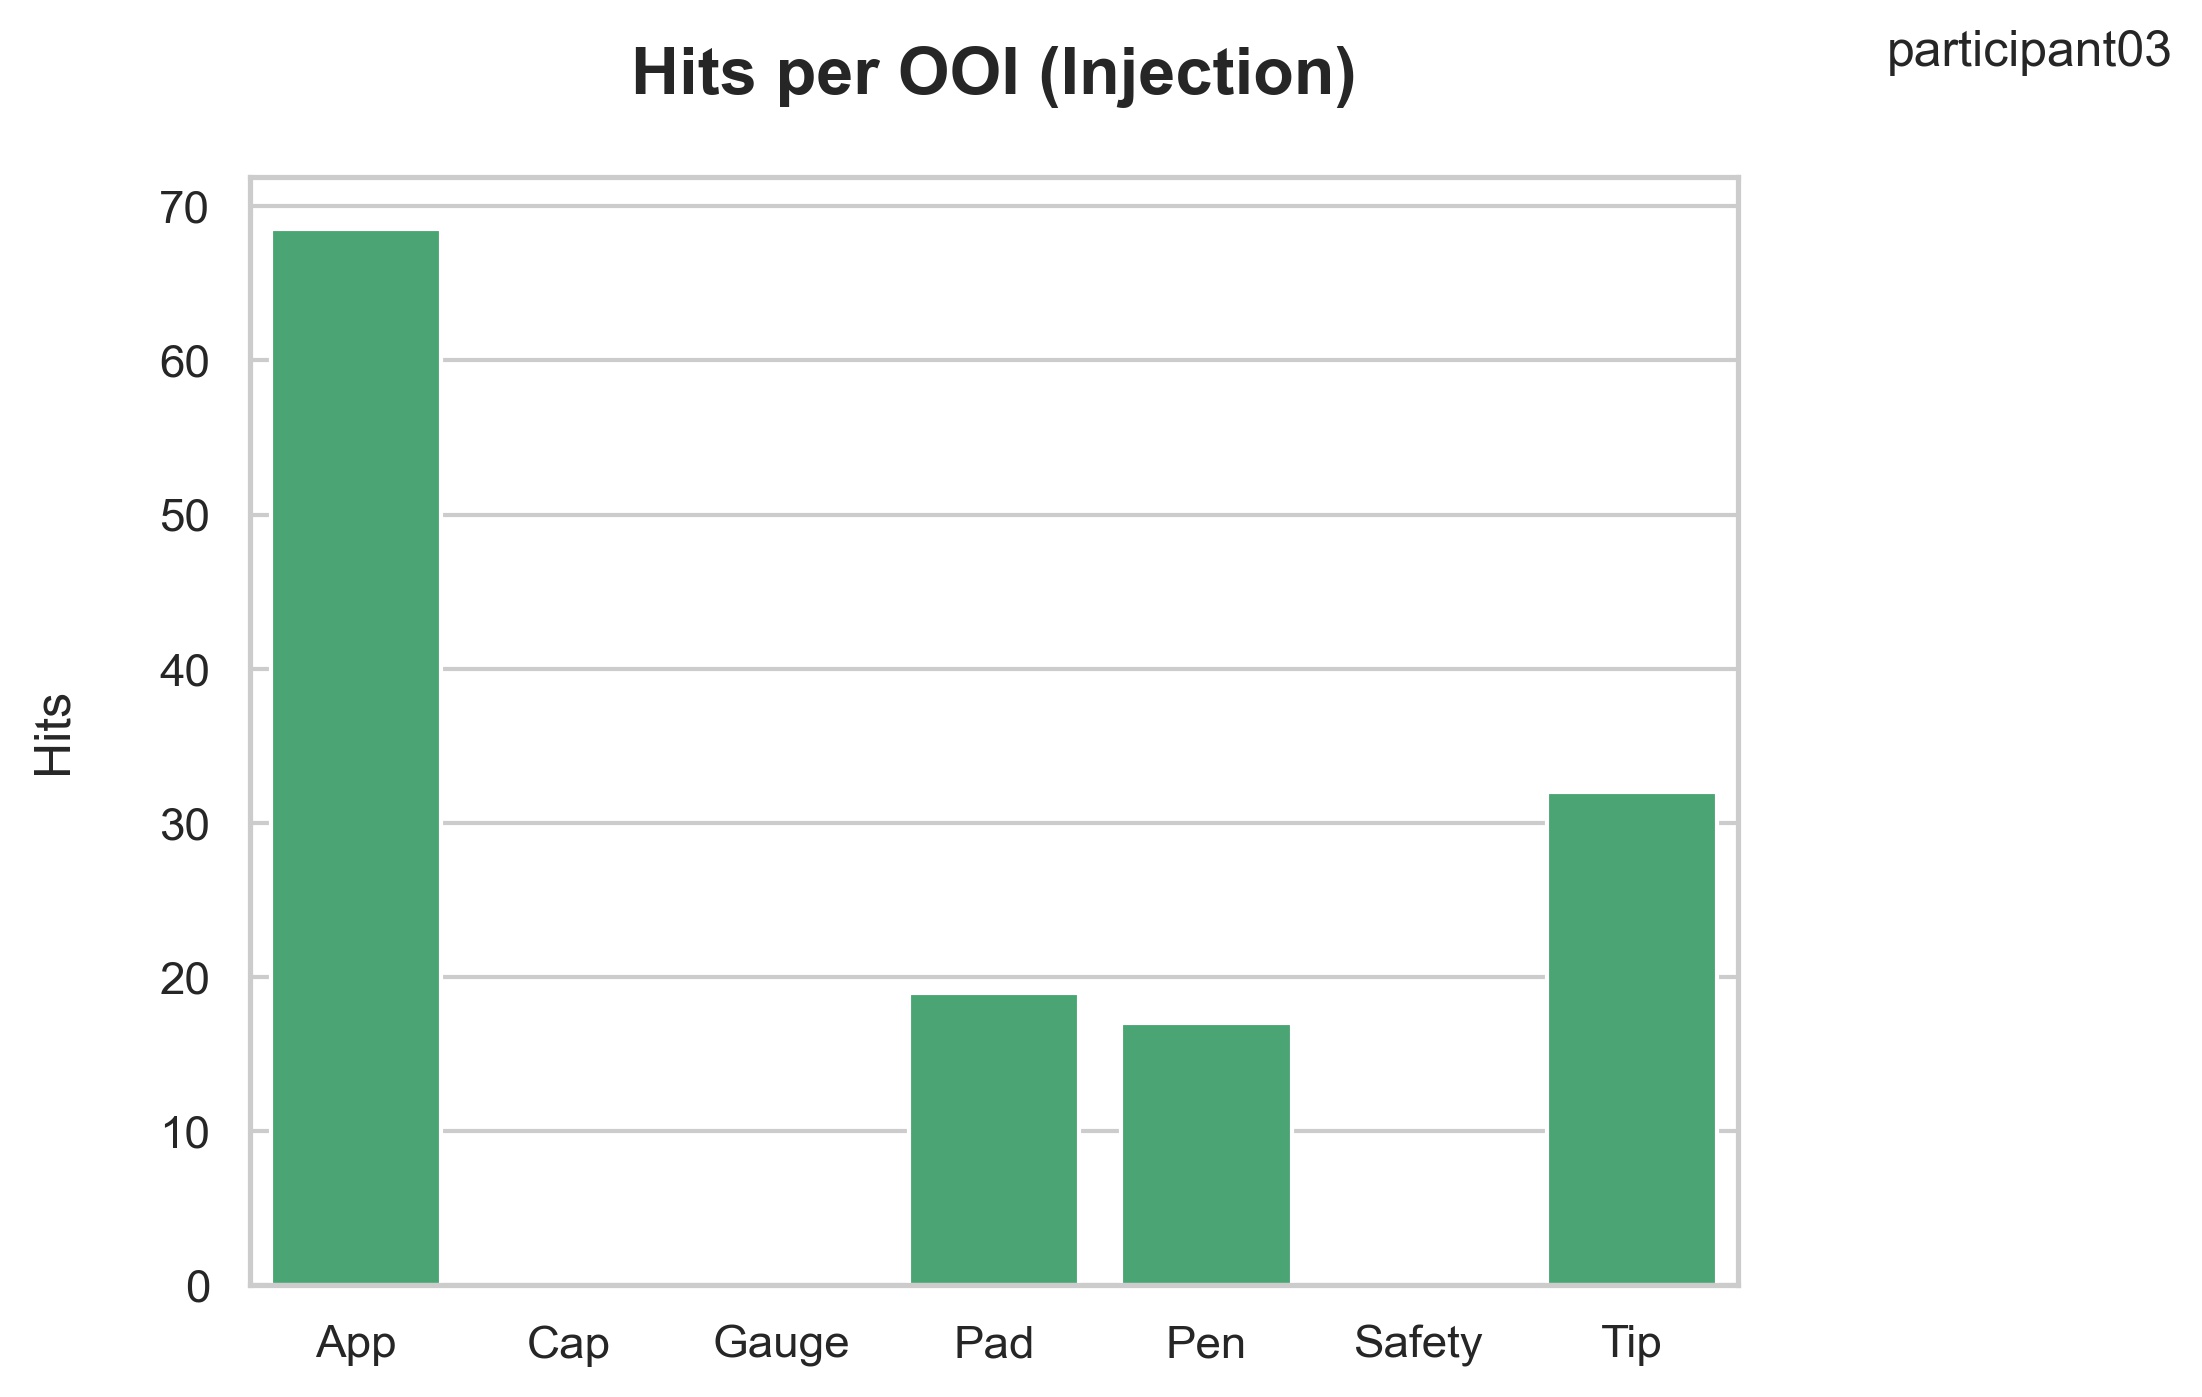 participant03
Hits per OOI (Injection)
Hits
70
60
50
40
30
20
10
0
App Cap Gauge Pad Pen Safety Tip